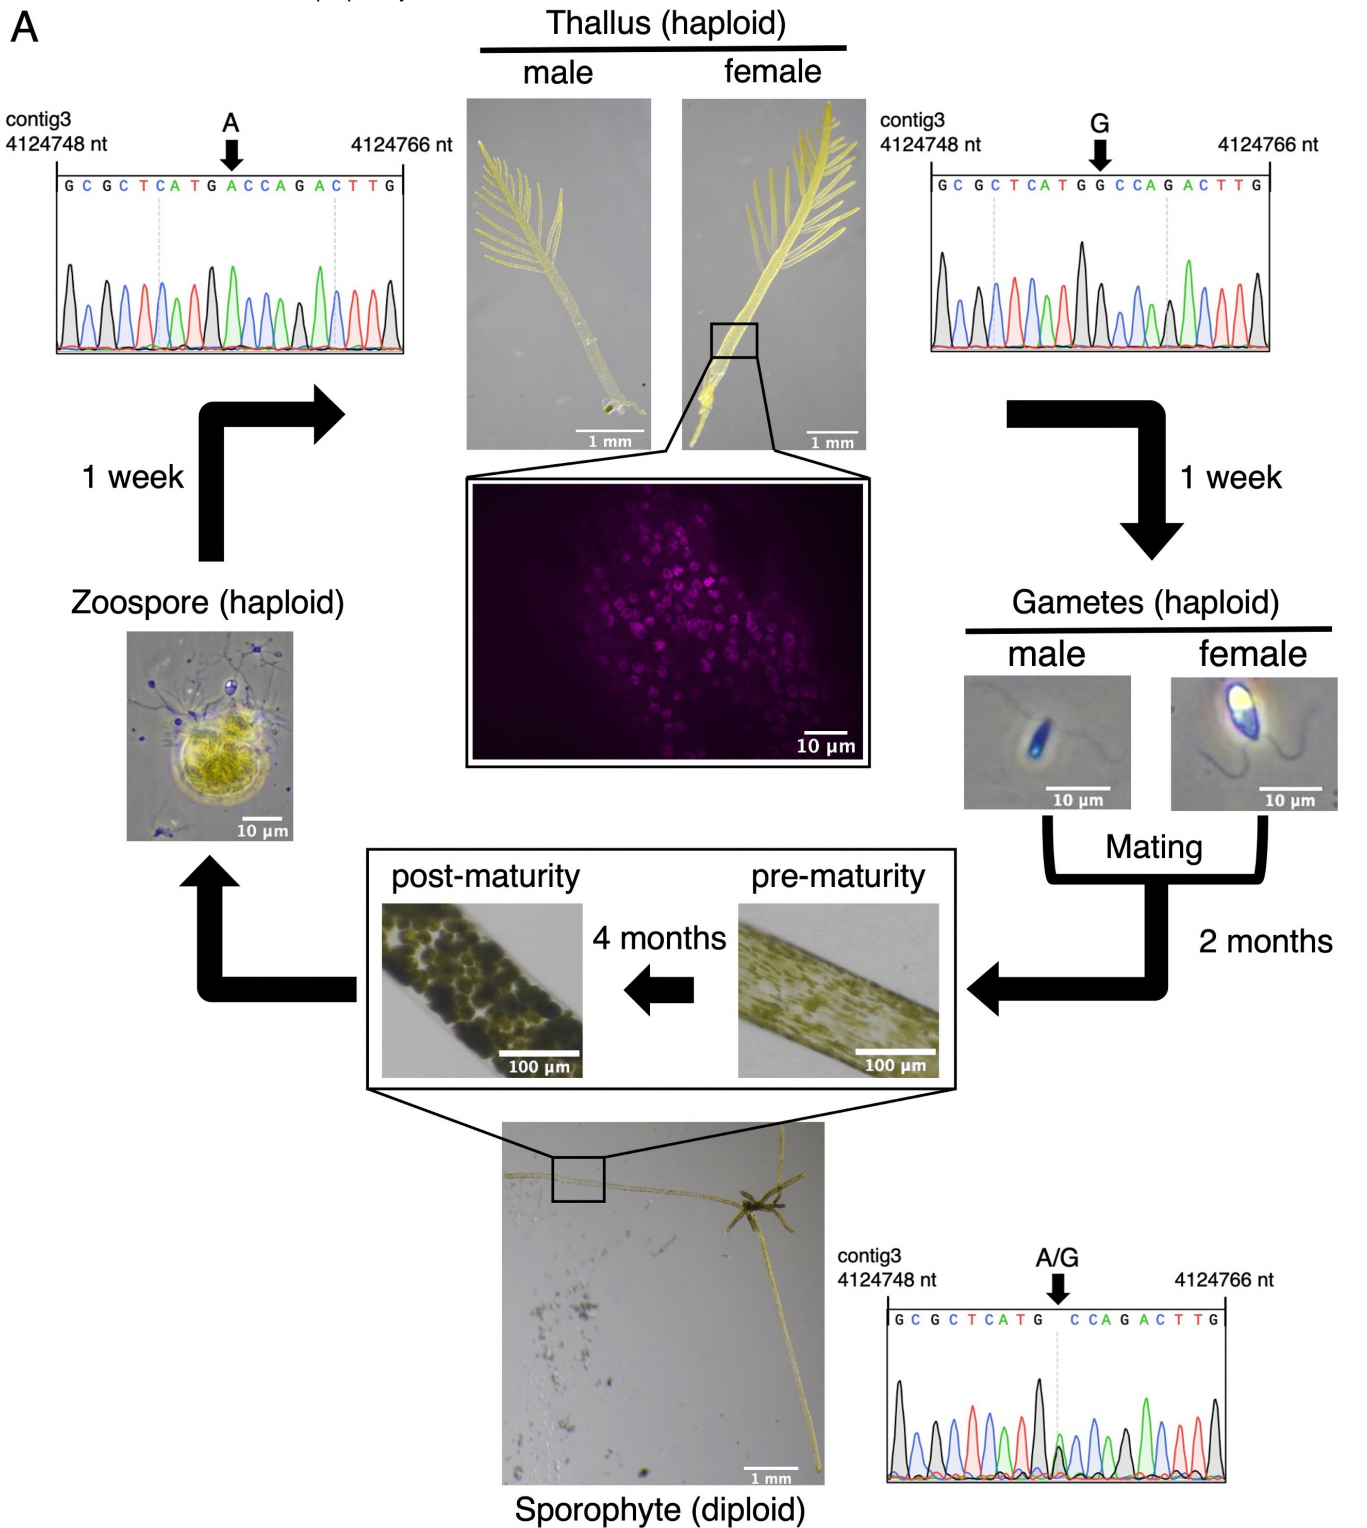 A
Thallus (haploid)
male
female
contig3
4124748 nt
A
4124766 nt
G C G C T C A T G A C C A G A C T T G
contig3
4124748 nt
G
4124766 nt
G C G C T C A T G G C C A G A C T T G
1 mm
1 mm
1 week
1 week
10 µm
Zoospore (haploid)
10 µm
Gametes (haploid)
male
female
10 µm
10 µm
Mating
2 months
post-maturity
pre-maturity
4 months
100 µm
100 µm
1 mm
Sporophyte (diploid)
contig3
4124748 nt
A/G
4124766 nt
G C G C T C A T G C C A G A C T T G